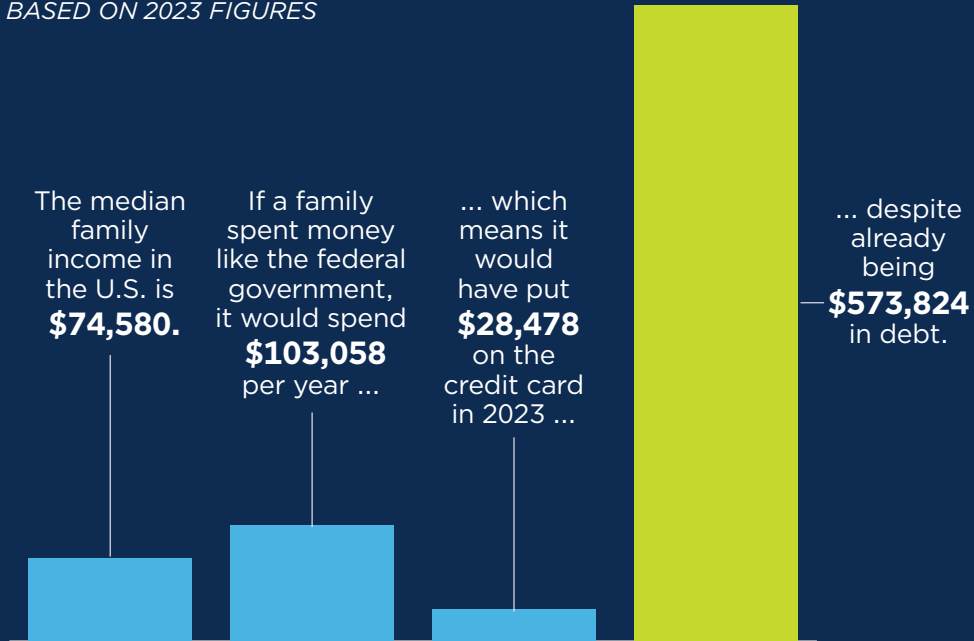 BASED ON 2023 FIGURES
The median
family
income in
the U.S. is
$74,580.
If a family
spent money
like the federal
government,
it would spend
$103,058
per year ...
... which
means it
would
have put
$28,478
on the
credit card
in 2023 ...
... despite
already
being
$573,824
in debt.